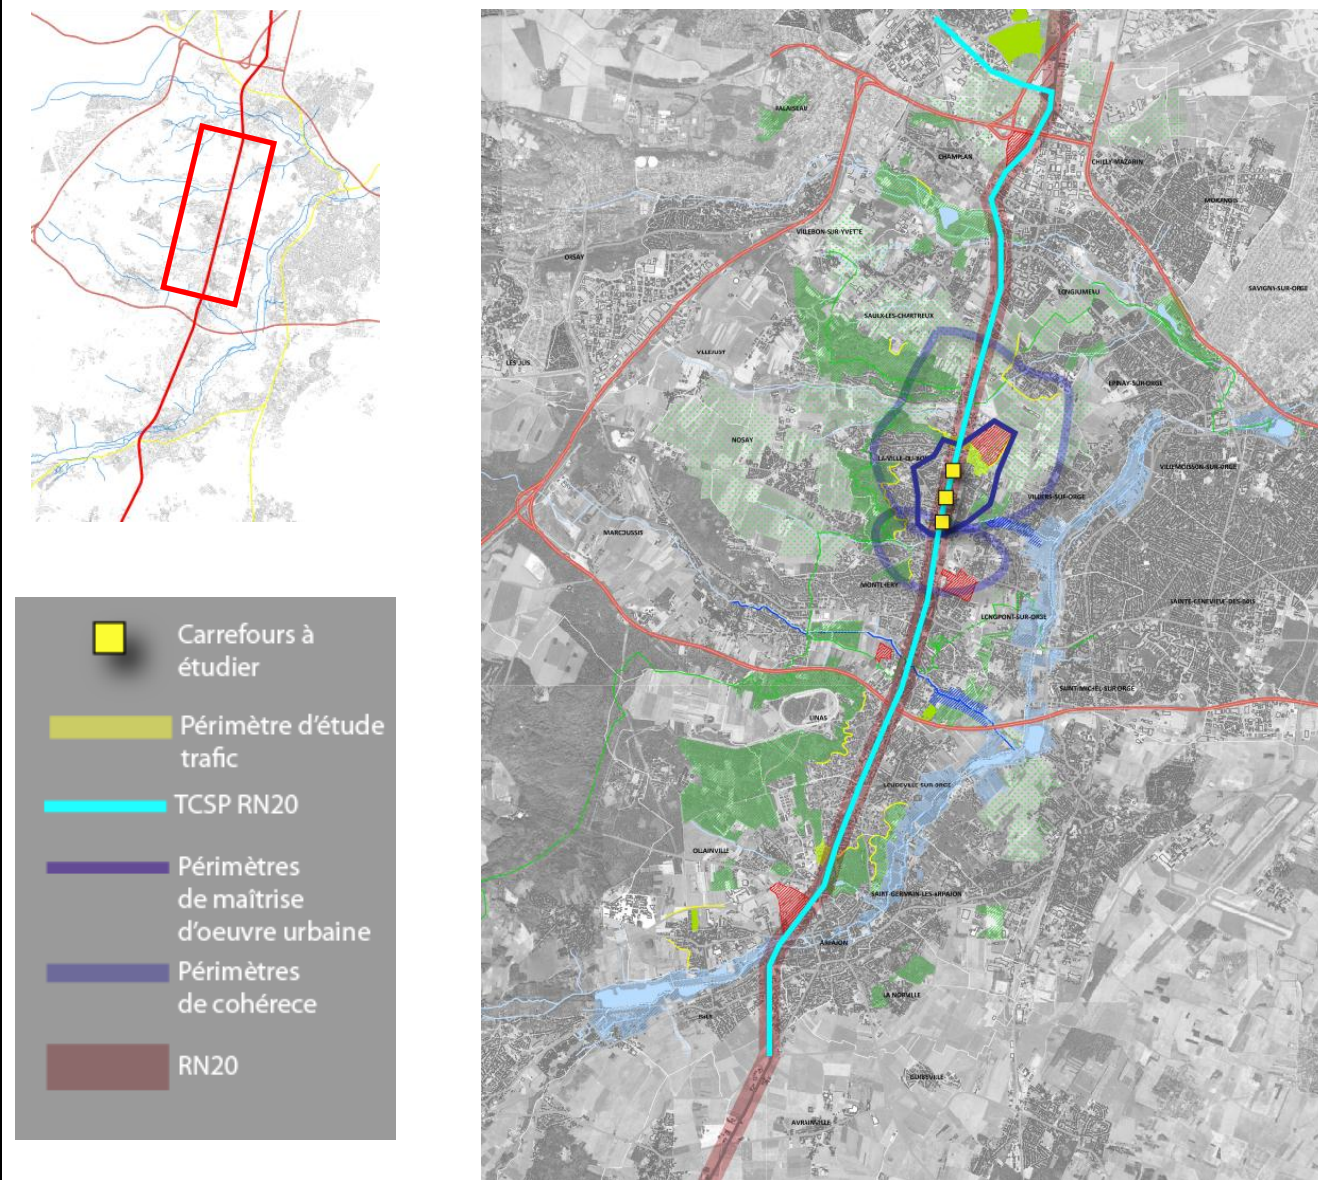 Carrefours à
étudier
Périmètre d'étude
trafic
TCSP RN20
Périmètres
de maîtrise
d'oeuvre urbaine
Périmètres
de cohérece
RN20
PALAISEAU
CHAMPLAN
CHILLY-MAZARIN
MORANGIS
VILLEBON-SUR-YVETTE
ORSAY
SAVIGNY-SUR-ORGE
LONGJUMEAU
SAULX-LES-CHARTREUX
VILLEJUST
LES ULIS
EPINAY-SUR-ORGE
NOZAY
LA-VILLE-DU-BOIS
VILLEMOISSON-SUR-ORGE
VILLIERS-SUR-ORGE
MARCOUSSIS
MONTLHERY
SAINTE-GENEVIEVE-DES-BOIS
LONGPONT-SUR-ORGE
SAINT-MICHEL-SUR-ORGE
LINAS
LEUDEVILLE-SUR-ORGE
OLLAINVILLE
SAINT-GERMAIN-LES-ARPAJON
ARPAJON
LA NORVILLE
EGLY
GUIBEVILLE
AVRAINVILLE